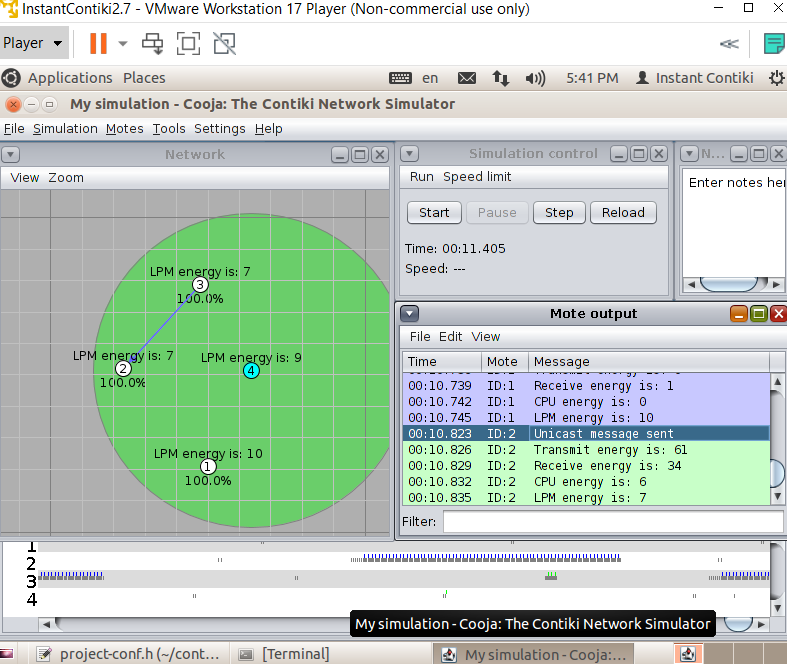 InstantContiki2.7 - VMware Workstation 17 Player (Non-commercial use only)
Player
Applications Places en 5:41 PM Instant Contiki
My simulation - Cooja: The Contiki Network Simulator
File Simulation Motes Tools Settings Help
Network
View Zoom
LPM energy is: 7
3
100.0%
LPM energy is: 7
2
100.0%
LPM energy is: 9
4
LPM energy is: 10
1
100.0%
Simulation control
Run Speed limit
Start Pause Step Reload
Time: 00:11.405
Speed: ---
N...
Enter notes her
Mote output
File Edit View
Time Mote Message
00:10.739 ID:1 Receive energy is: 1
00:10.742 ID:1 CPU energy is: 0
00:10.745 ID:1 LPM energy is: 10
00:10.823 ID:2 Unicast message sent
00:10.826 ID:2 Transmit energy is: 61
00:10.829 ID:2 Receive energy is: 34
00:10.832 ID:2 CPU energy is: 6
00:10.835 ID:2 LPM energy is: 7
Filter:
1
2
3
4
My simulation - Cooja: The Contiki Network Simulator
project-conf.h (~/cont...
[Terminal]
My simulation - Cooja:...